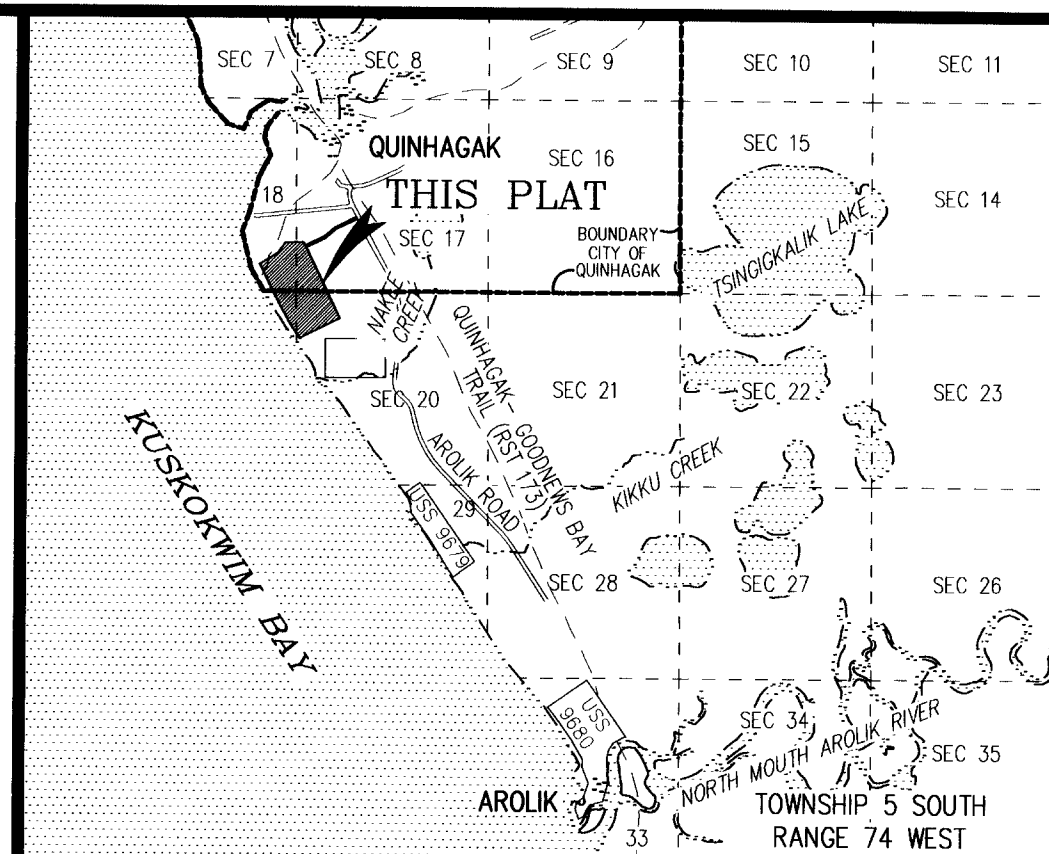 SEC 7
SEC 8
SEC 9
SEC 10
SEC 11
QUINHAGAK
SEC 16
SEC 15
SEC 14
18
THIS PLAT
SEC 17
BOUNDARY
CITY OF
QUINHAGAK
TSINCIGKALIK LAKE
NAKEE
CREEK
QUINHAGAK- GOODNEWS BAY
TRAIL (RST 173)
SEC 20
SEC 21
SEC 22
SEC 23
KUSKOKWIM BAY
AROLIK ROAD
KIKKU CREEK
USS 9679
29
SEC 28
SEC 27
SEC 26
USS
9680
SEC 34
NORTH MOUTH AROLIK RIVER
SEC 35
AROLIK
33
TOWNSHIP 5 SOUTH
RANGE 74 WEST